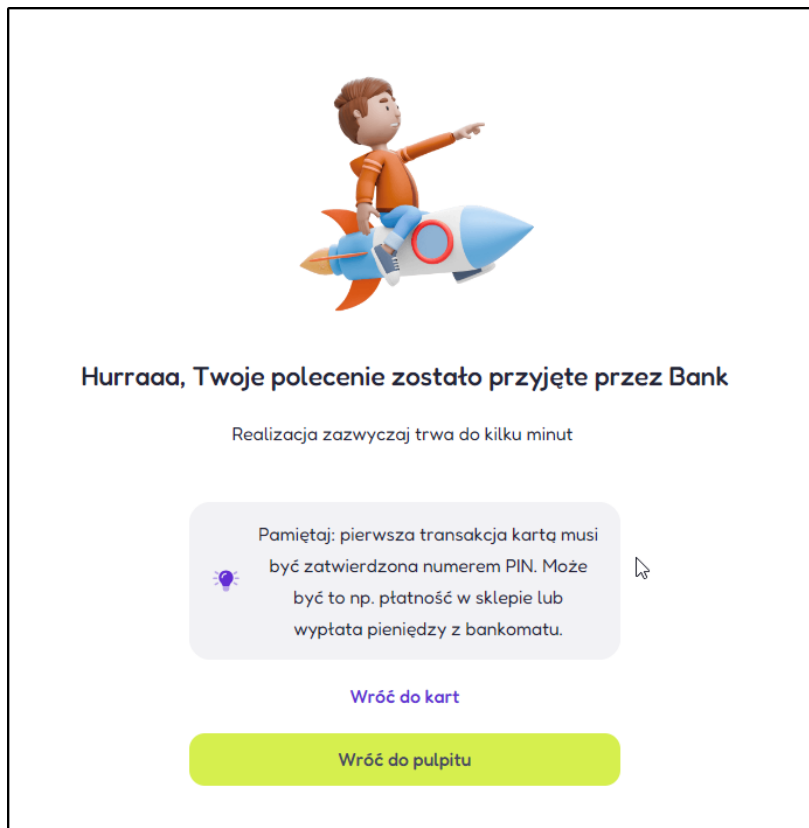 Hurraaa, Twoje polecenie zostało przyjęte przez Bank
Realizacja zazwyczaj trwa do kilku minut
Pamiętaj: pierwsza transakcja kartą musi
być zatwierdzona numerem PIN. Może
być to np. płatność w sklepie lub
wypłata pieniędzy z bankomatu.
Wróć do kart
Wróć do pulpitu